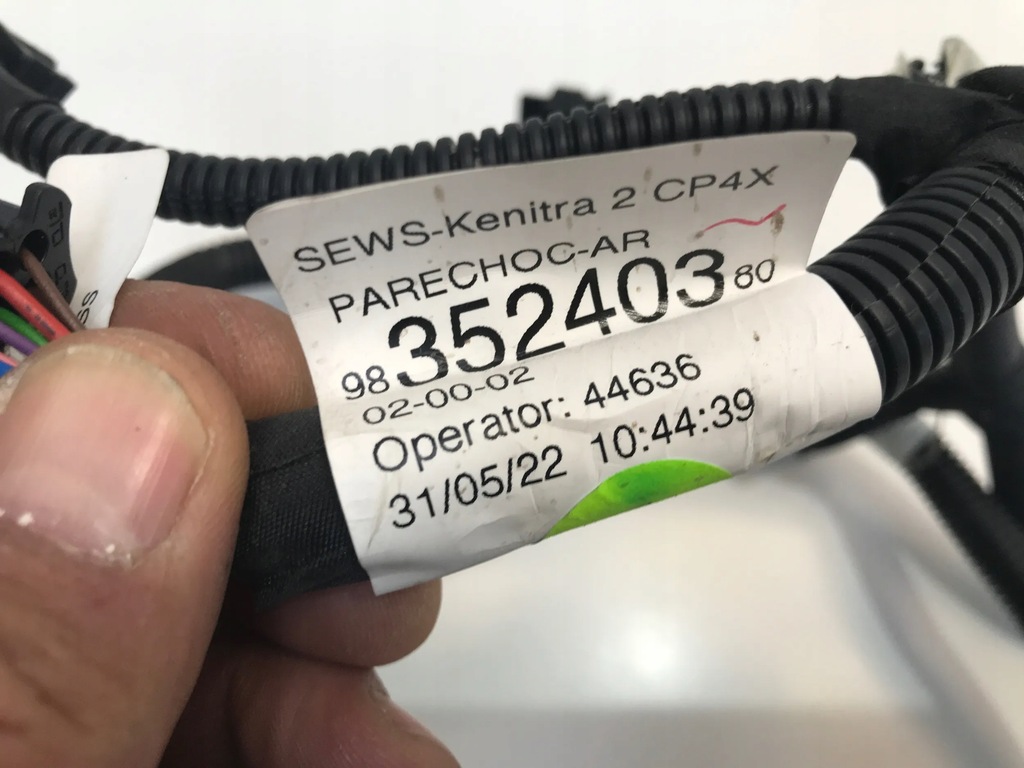 SEWS-Kenitra 2 CP4X
PARECHOC-AR
98 352403 80
02-00-02
Operator: 44636
31/05/22 10:44:39